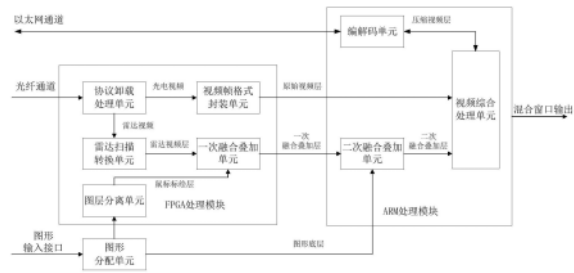 以太网通道
编解码单元
压缩视频层
光纤通道
协议卸载
处理单元
光电视频
视频帧格式
封装单元
原始视频层
视频综合
处理单元
混合窗口输出
雷达视频
雷达扫描
转换单元
雷达视频层
一次融合叠加
单元
一次
融合叠加层
二次融合叠加
单元
二次
融合叠加层
鼠标标绘层
图层分离单元
FPGA处理模块
ARM处理模块
图形
输入接口
图形
分配单元
图形底层